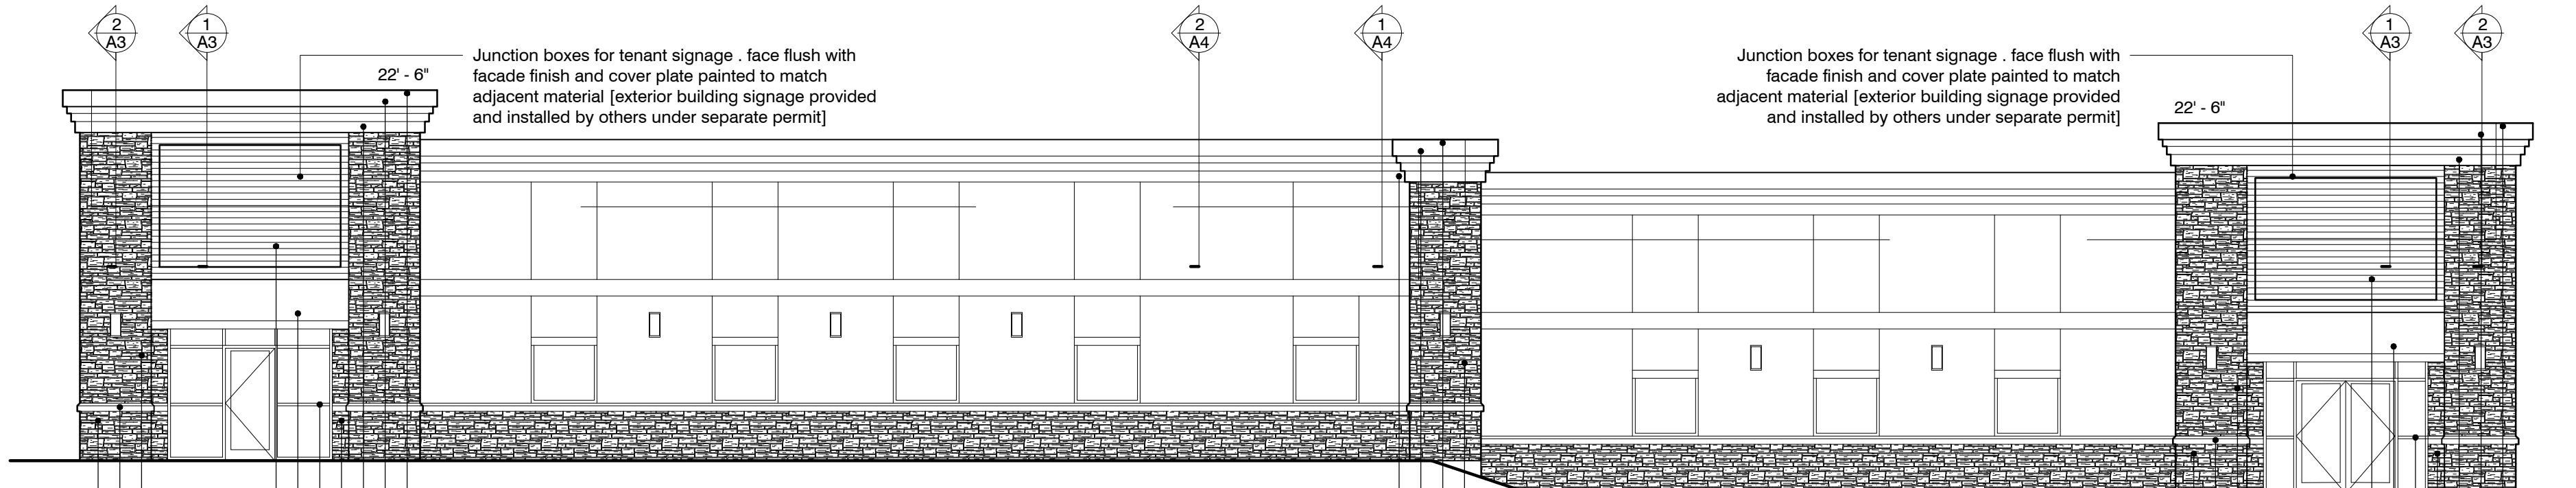 2
A3
1
A3
2
A4
1
A4
1
A3
2
A3
Junction boxes for tenant signage . face flush with
facade finish and cover plate painted to match
adjacent material [exterior building signage provided
and installed by others under separate permit]
22' - 6"
Junction boxes for tenant signage . face flush with
facade finish and cover plate painted to match
adjacent material [exterior building signage provided
and installed by others under separate permit]
22' - 6"